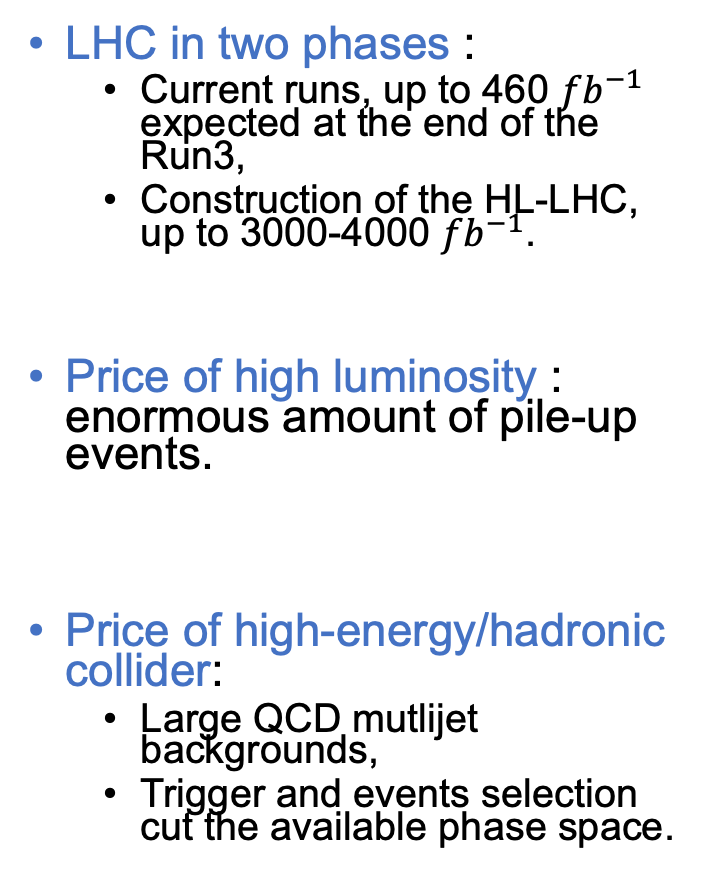 • LHC in two phases :
• Current runs, up to 460 fb⁻¹
expected at the end of the
Run3,
• Construction of the HL-LHC,
up to 3000-4000 fb⁻¹.
• Price of high luminosity :
enormous amount of pile-up
events.
• Price of high-energy/hadronic
collider:
• Large QCD mutlijet
backgrounds,
• Trigger and events selection
cut the available phase space.